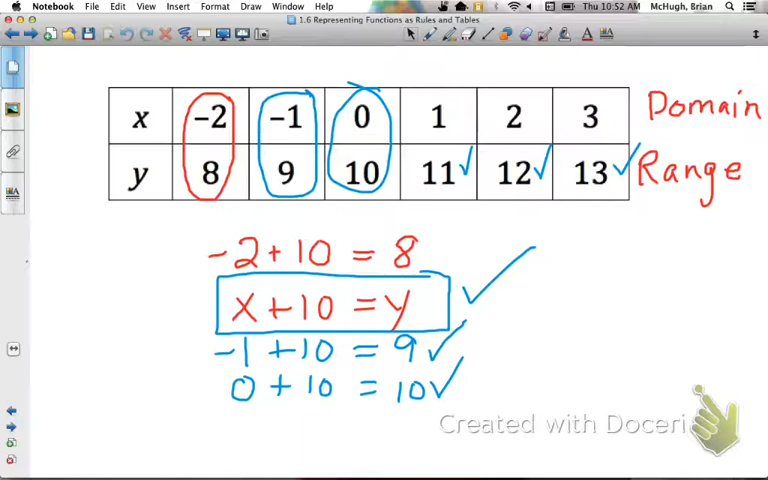 Notebook File Edit View Insert Format Draw Window Help Thu 10:52 AM McHugh, Brian
1.6 Representing Functions as Rules and Tables
x −2 −1 0 1 2 3 Domain
y 8 9 10 11✓ 12✓ 13✓ Range
-2 + 10 = 8
x + 10 = y ✓
-1 + 10 = 9 ✓
0 + 10 = 10 ✓
Created with Doceri